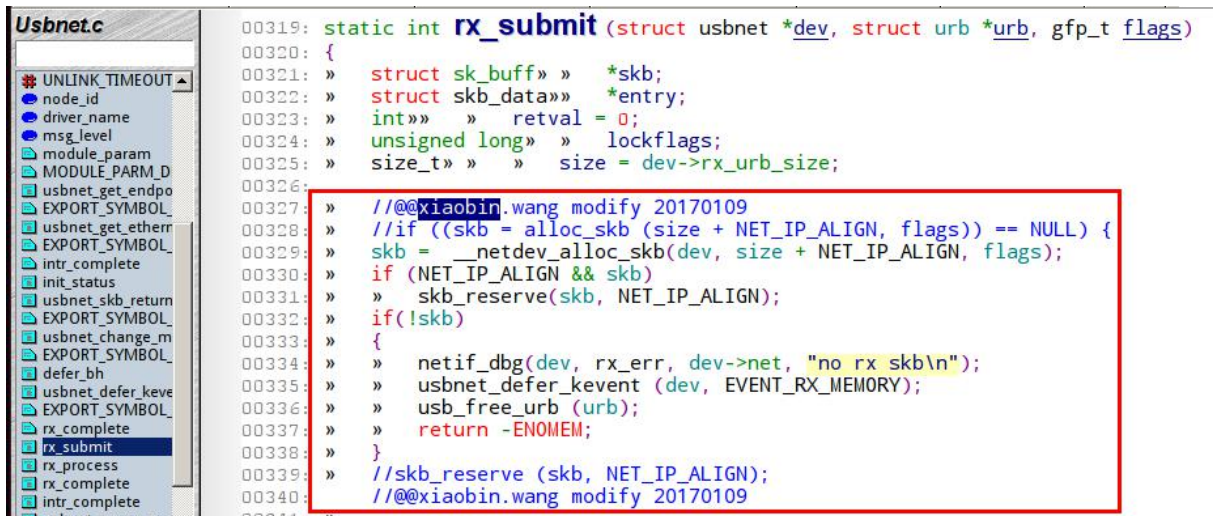 Usbnet.c
# UNLINK_TIMEOUT
node_id
driver_name
msg_level
module_param
MODULE_PARM_D
usbnet_get_endpo
EXPORT_SYMBOL_
usbnet_get_ethern
EXPORT_SYMBOL_
intr_complete
init_status
usbnet_skb_return
EXPORT_SYMBOL_
usbnet_change_m
EXPORT_SYMBOL_
defer_bh
usbnet_defer_keve
EXPORT_SYMBOL_
rx_complete
rx_submit
rx_process
rx_complete
intr_complete
00319: static int rx_submit (struct usbnet *dev, struct urb *urb, gfp_t flags)
00320: {
00321: » struct sk_buff» » *skb;
00322: » struct skb_data»» *entry;
00323: » int»» » retval = 0;
00324: » unsigned long» » lockflags;
00325: » size_t» » » size = dev->rx_urb_size;
00326:
00327: » //@@xiaobin.wang modify 20170109
00328: » //if ((skb = alloc_skb (size + NET_IP_ALIGN, flags)) == NULL) {
00329: » skb = __netdev_alloc_skb(dev, size + NET_IP_ALIGN, flags);
00330: » if (NET_IP_ALIGN && skb)
00331: » » skb_reserve(skb, NET_IP_ALIGN);
00332: » if(!skb)
00333: » {
00334: » » netif_dbg(dev, rx_err, dev->net, "no rx skb\n");
00335: » » usbnet_defer_kevent (dev, EVENT_RX_MEMORY);
00336: » » usb_free_urb (urb);
00337: » » return -ENOMEM;
00338: » }
00339: » //skb_reserve (skb, NET_IP_ALIGN);
00340: //@@xiaobin.wang modify 20170109